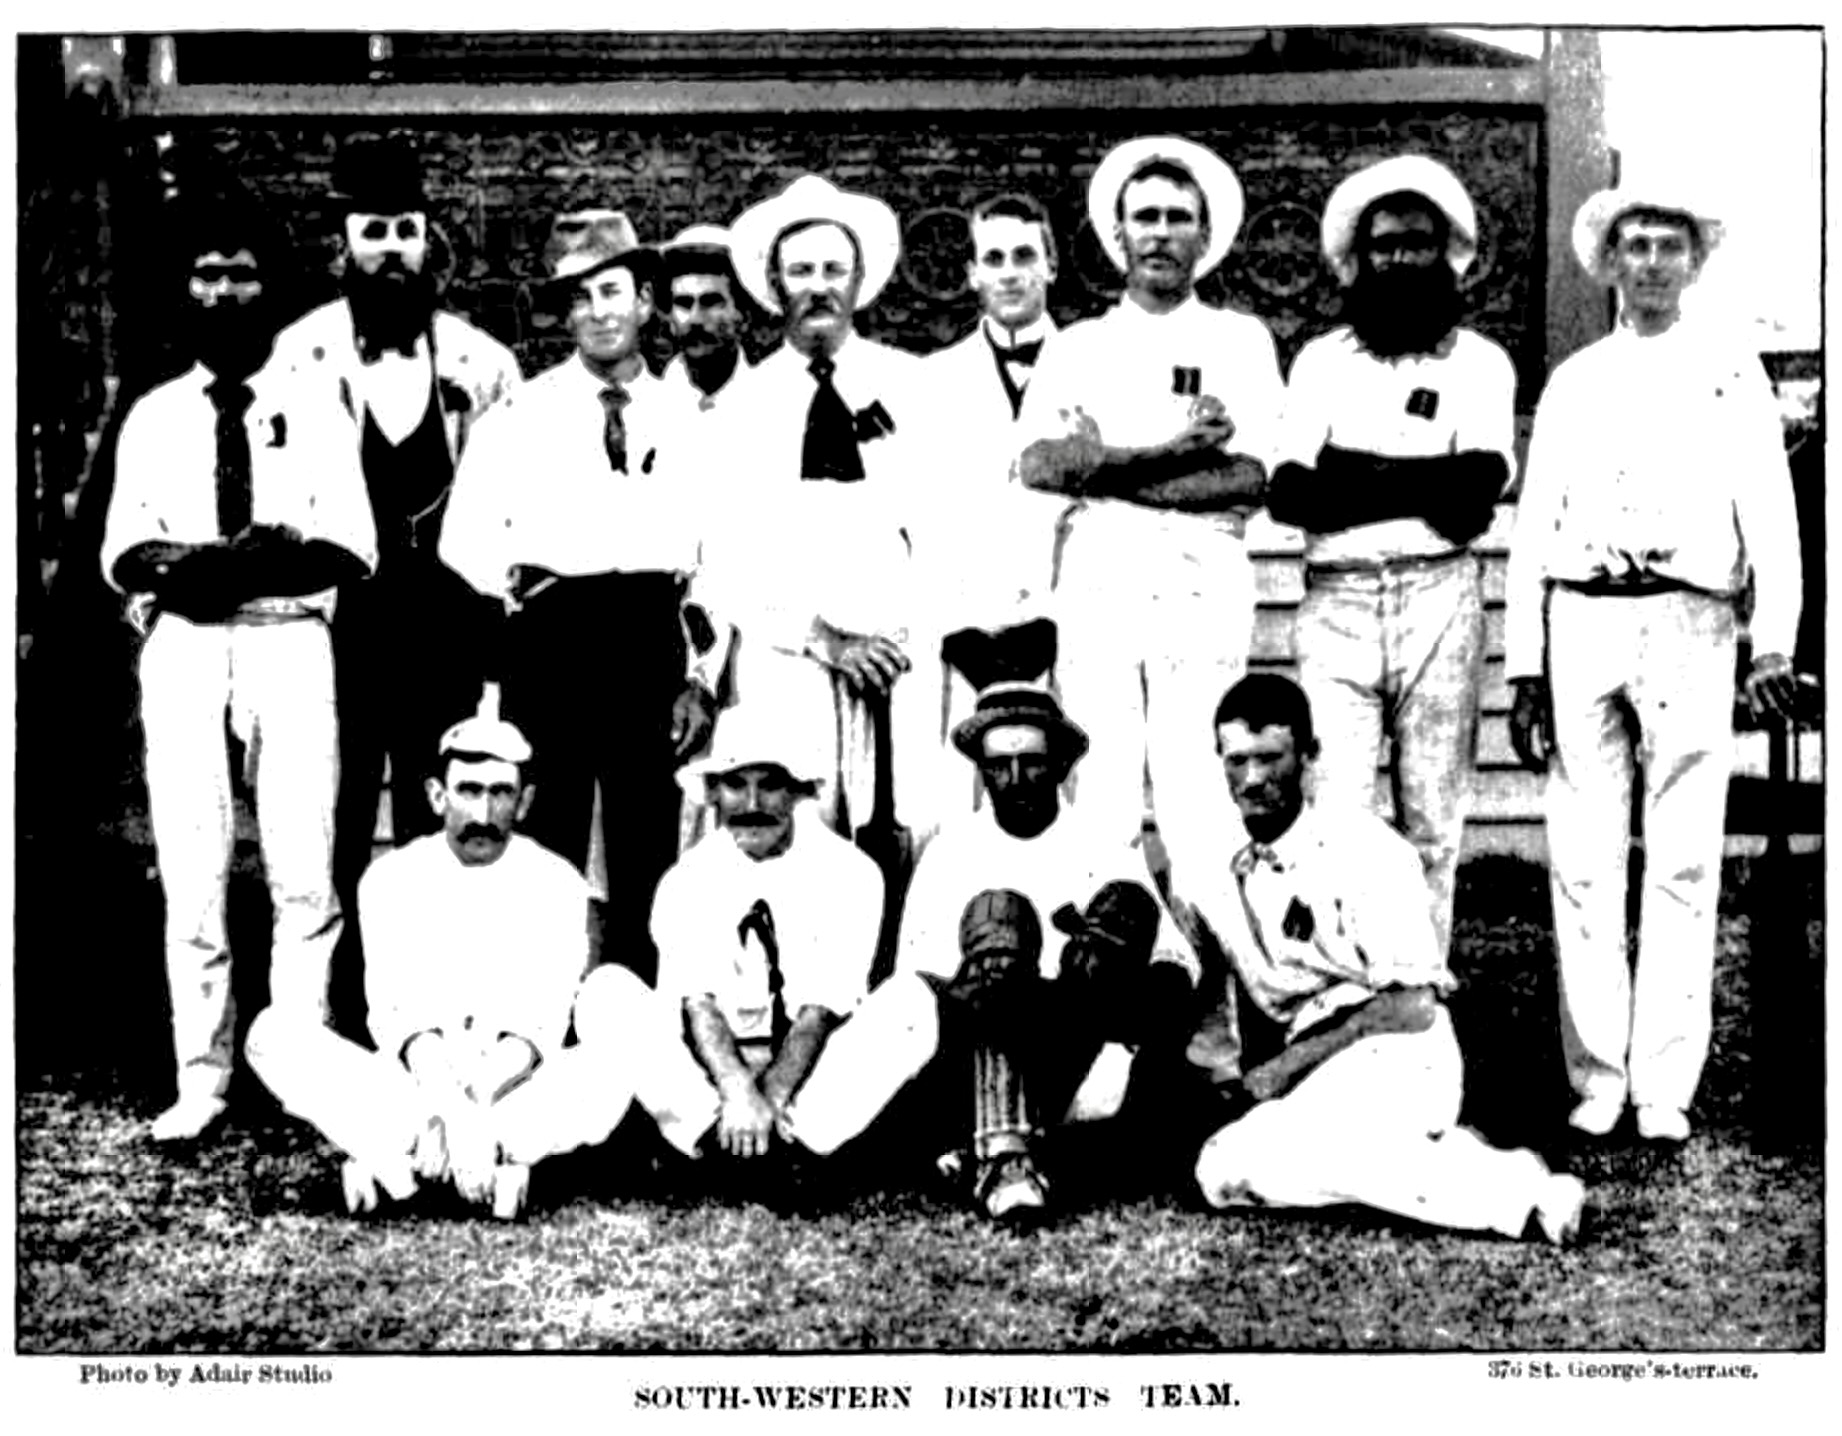 Photo by Adair Studio
376 St. George's-terrace.
SOUTH-WESTERN DISTRICTS TEAM.